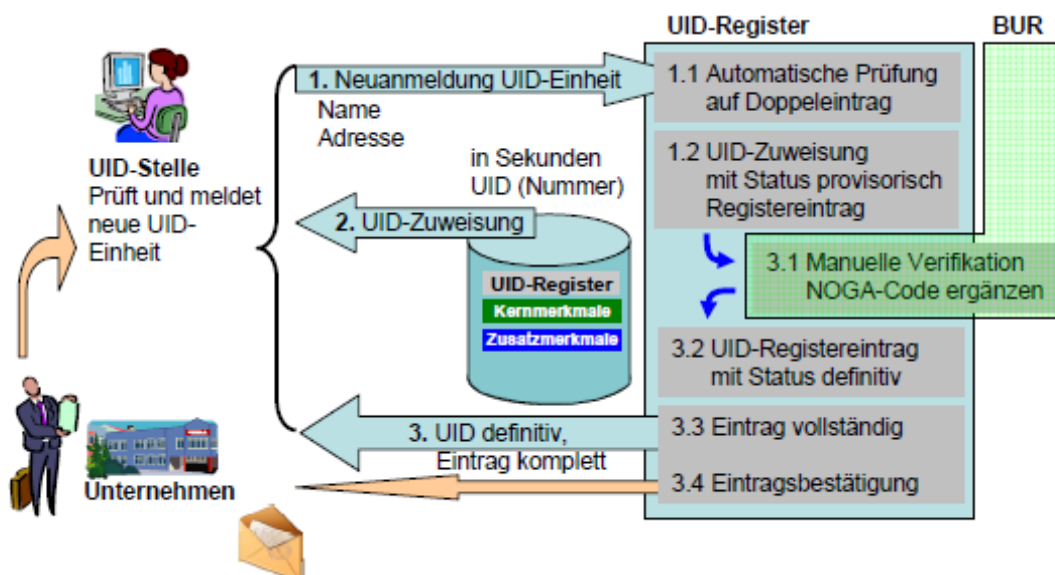 UID-Register
BUR
1. Neuanmeldung UID-Einheit
Name
Adresse
1.1 Automatische Prüfung
auf Doppeleintrag
UID-Stelle
Prüft und meldet
neue UID-
Einheit
in Sekunden
UID (Nummer)
1.2 UID-Zuweisung
mit Status provisorisch
Registereintrag
2. UID-Zuweisung
UID-Register
Kernmerkmale
Zusatzmerkmale
3.1 Manuelle Verifikation
NOGA-Code ergänzen
3.2 UID-Registereintrag
mit Status definitiv
3. UID definitiv,
Eintrag komplett
3.3 Eintrag vollständig
3.4 Eintragsbestätigung
Unternehmen